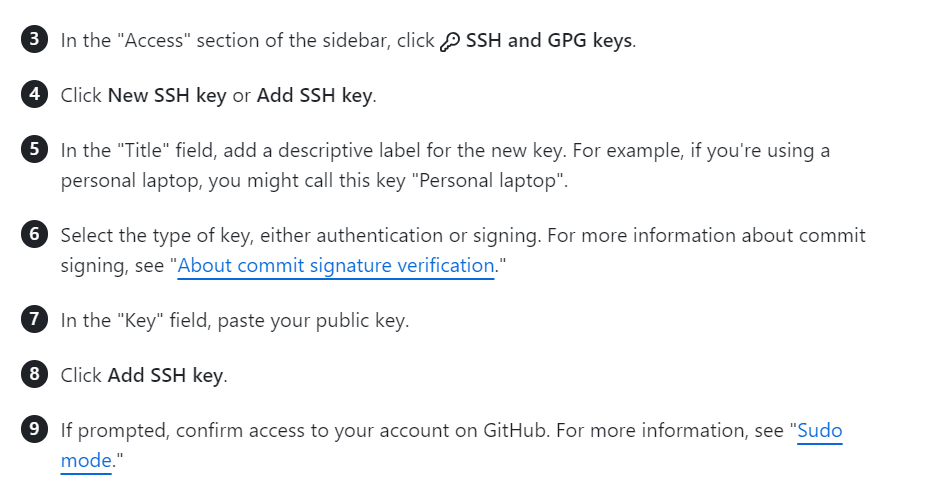 3 In the "Access" section of the sidebar, click SSH and GPG keys.
4 Click New SSH key or Add SSH key.
5 In the "Title" field, add a descriptive label for the new key. For example, if you're using a
personal laptop, you might call this key "Personal laptop".
6 Select the type of key, either authentication or signing. For more information about commit
signing, see "About commit signature verification."
7 In the "Key" field, paste your public key.
8 Click Add SSH key.
9 If prompted, confirm access to your account on GitHub. For more information, see "Sudo
mode."